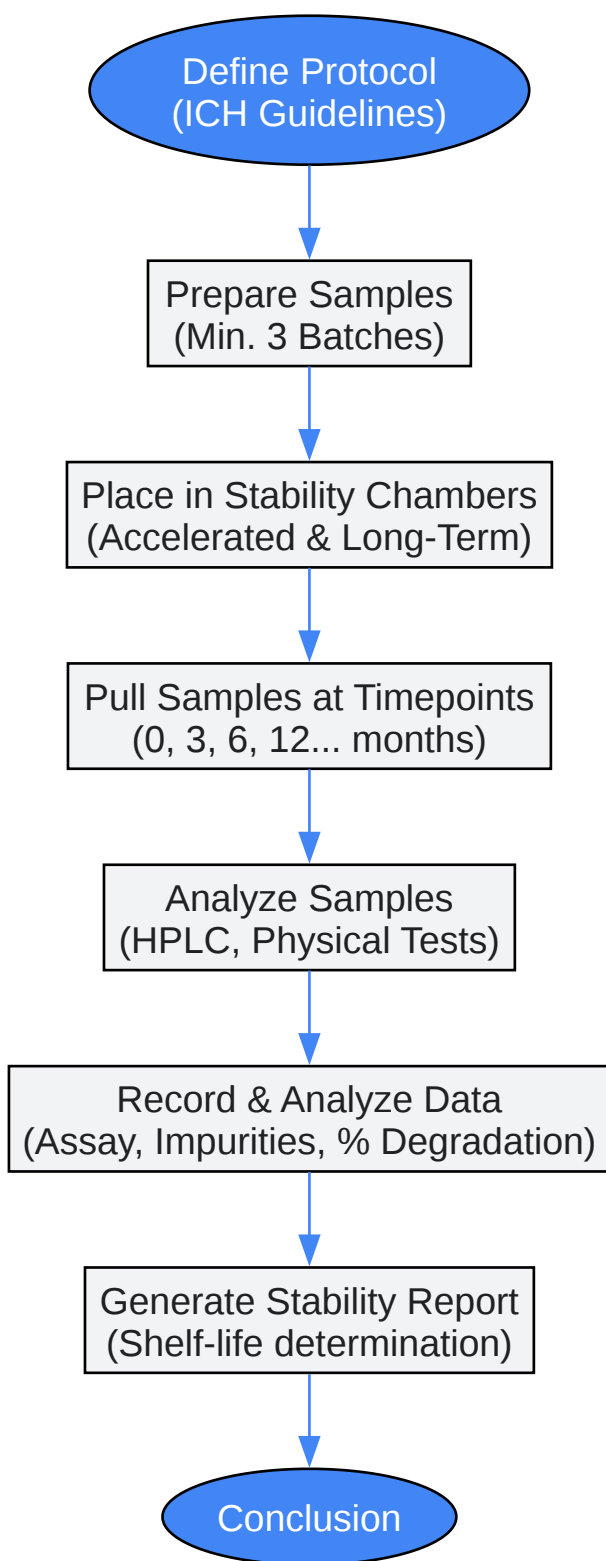 Define Protocol
(ICH Guidelines)
Prepare Samples
(Min. 3 Batches)
Place in Stability Chambers
(Accelerated & Long-Term)
Pull Samples at Timepoints
(0, 3, 6, 12... months)
Analyze Samples
(HPLC, Physical Tests)
Record & Analyze Data
(Assay, Impurities, % Degradation)
Generate Stability Report
(Shelf-life determination)
Conclusion